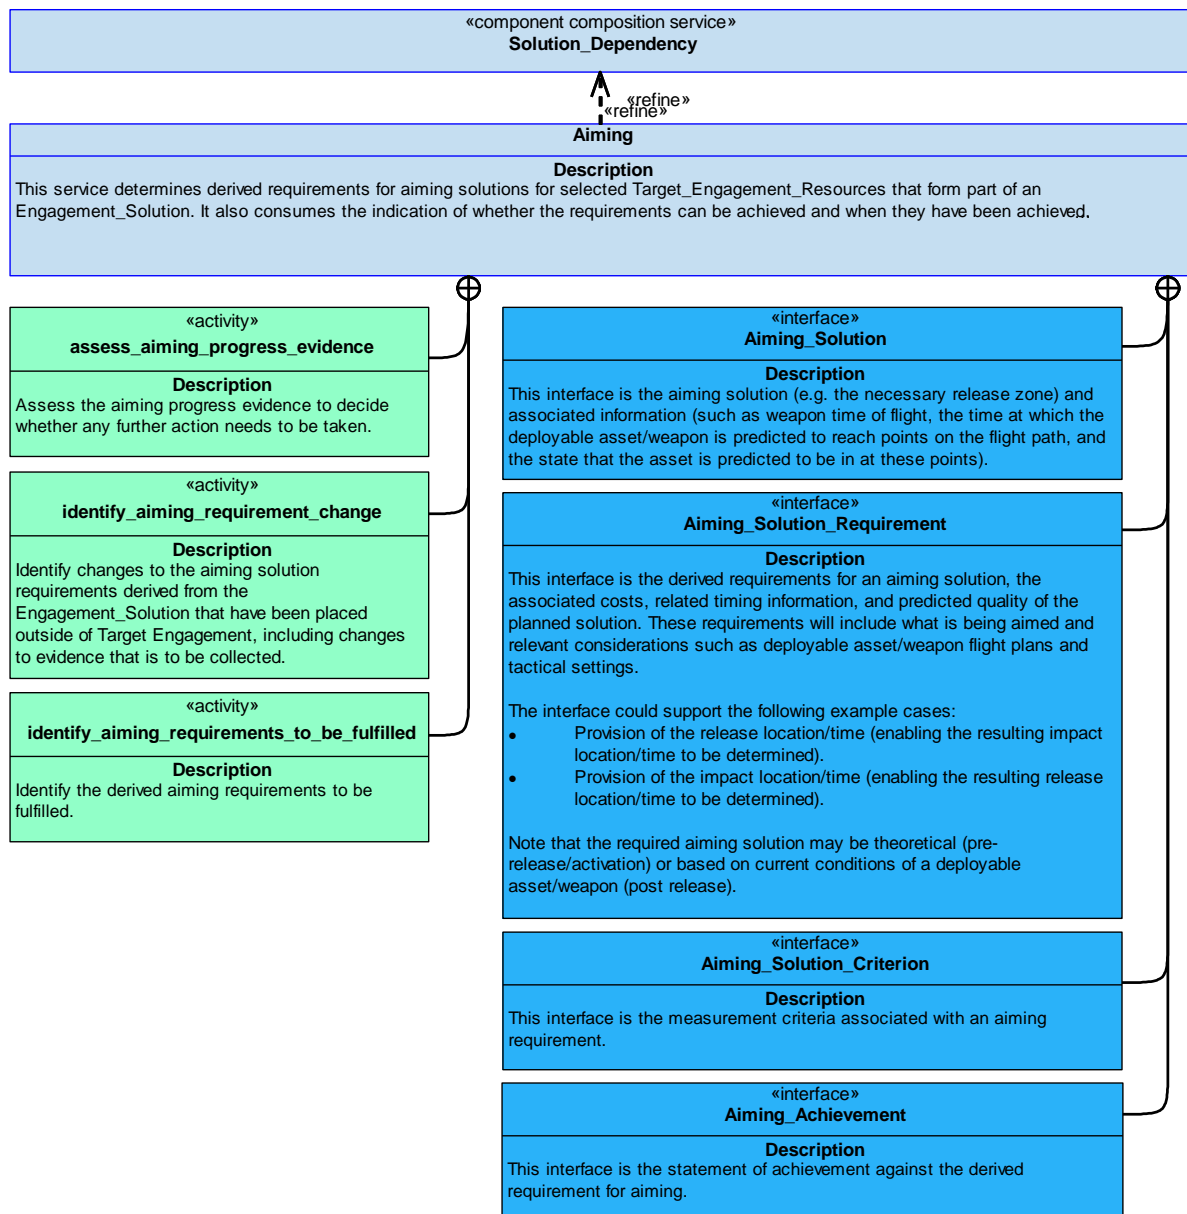 «component composition service»
Solution_Dependency
«refine»
«refine»
Aiming
Description
This service determines derived requirements for aiming solutions for selected Target_Engagement_Resources that form part of an
Engagement_Solution. It also consumes the indication of whether the requirements can be achieved and when they have been achieved.
«activity»
assess_aiming_progress_evidence
Description
Assess the aiming progress evidence to decide
whether any further action needs to be taken.
«activity»
identify_aiming_requirement_change
Description
Identify changes to the aiming solution
requirements derived from the
Engagement_Solution that have been placed
outside of Target Engagement, including changes
to evidence that is to be collected.
«activity»
identify_aiming_requirements_to_be_fulfilled
Description
Identify the derived aiming requirements to be
fulfilled.
«interface»
Aiming_Solution
Description
This interface is the aiming solution (e.g. the necessary release zone) and
associated information (such as weapon time of flight, the time at which the
deployable asset/weapon is predicted to reach points on the flight path, and
the state that the asset is predicted to be in at these points).
«interface»
Aiming_Solution_Requirement
Description
This interface is the derived requirements for an aiming solution, the
associated costs, related timing information, and predicted quality of the
planned solution. These requirements will include what is being aimed and
relevant considerations such as deployable asset/weapon flight plans and
tactical settings.
The interface could support the following example cases:
• Provision of the release location/time (enabling the resulting impact
location/time to be determined).
• Provision of the impact location/time (enabling the resulting release
location/time to be determined).
Note that the required aiming solution may be theoretical (pre-
release/activation) or based on current conditions of a deployable
asset/weapon (post release).
«interface»
Aiming_Solution_Criterion
Description
This interface is the measurement criteria associated with an aiming
requirement.
«interface»
Aiming_Achievement
Description
This interface is the statement of achievement against the derived
requirement for aiming.